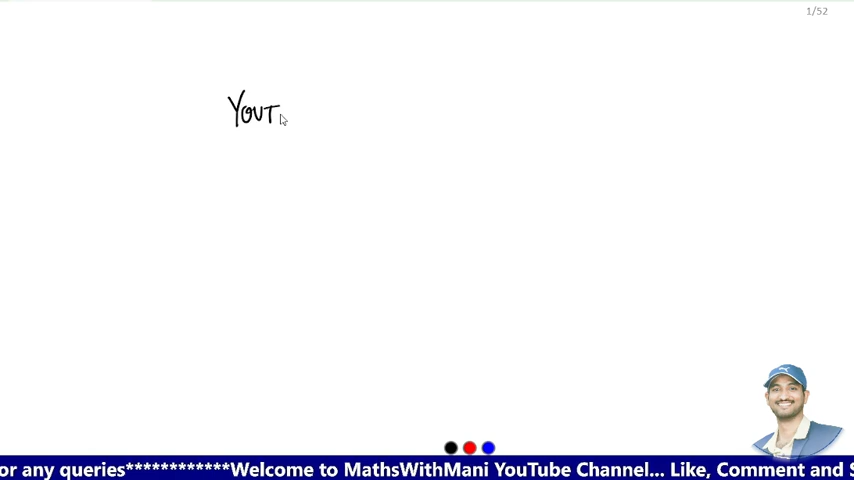 1/52
YOUT
or any queries************Welcome to MathsWithMani YouTube Channel... Like, Comment and S